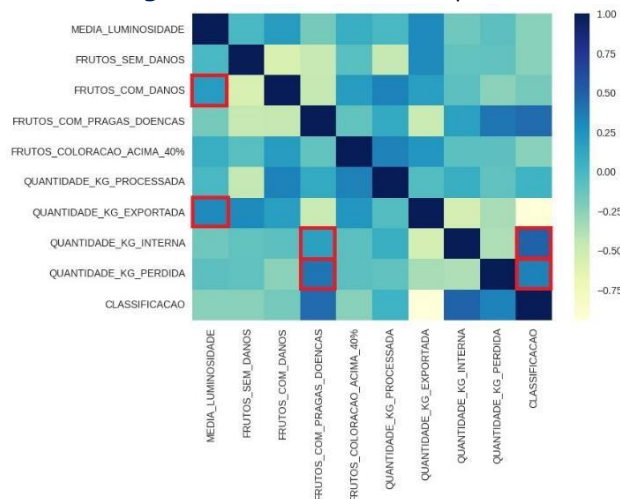 MEDIA_LUMINOSIDADE
FRUTOS_SEM_DANOS
FRUTOS_COM_DANOS
FRUTOS_COM_PRAGAS_DOENCAS
FRUTOS_COLORACAO_ACIMA_40%
QUANTIDADE_KG_PROCESSADA
QUANTIDADE_KG_EXPORTADA
QUANTIDADE_KG_INTERNA
QUANTIDADE_KG_PERDIDA
CLASSIFICACAO
MEDIA_LUMINOSIDADE
FRUTOS_SEM_DANOS
FRUTOS_COM_DANOS
FRUTOS_COM_PRAGAS_DOENCAS
FRUTOS_COLORACAO_ACIMA_40%
QUANTIDADE_KG_PROCESSADA
QUANTIDADE_KG_EXPORTADA
QUANTIDADE_KG_INTERNA
QUANTIDADE_KG_PERDIDA
CLASSIFICACAO
1.00
0.75
0.50
0.25
0.00
−0.25
−0.50
−0.75